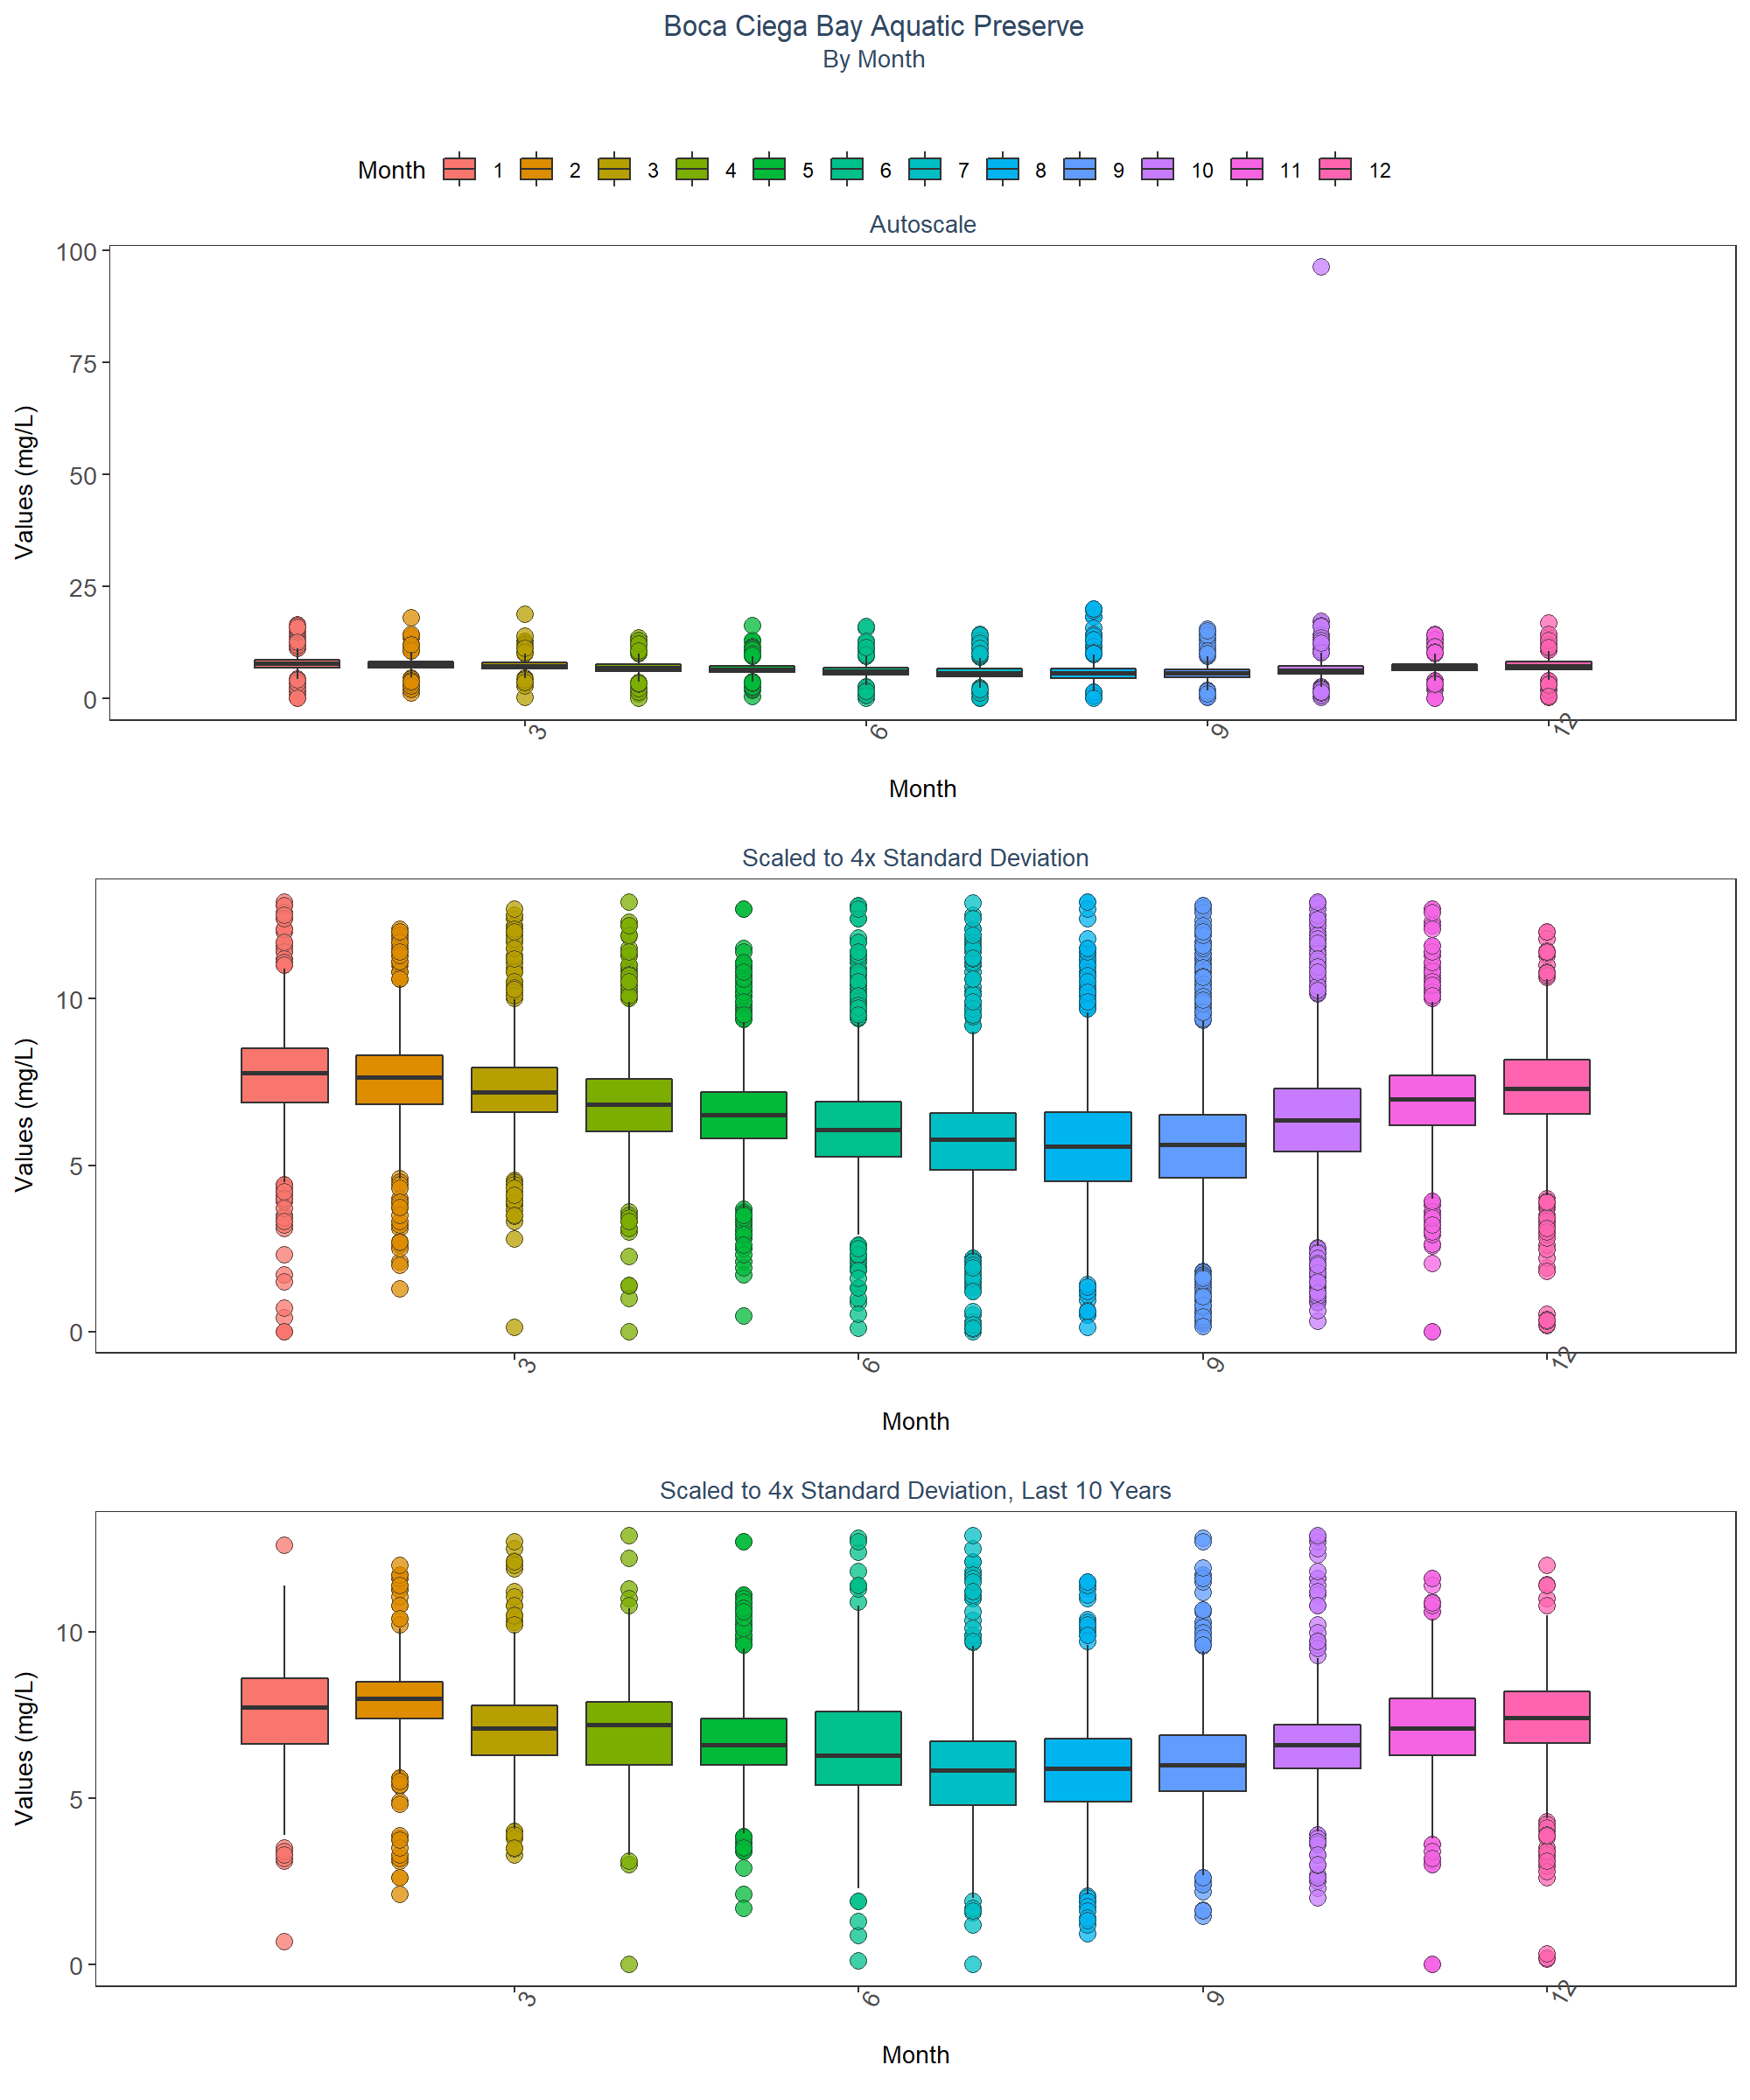 Boca Ciega Bay Aquatic Preserve
By Month
Month 1 2 3 4 5 6 7 8 9 10 11 12
Autoscale
100
75
50
25
0
Values (mg/L)
3 6 9 12
Month
Scaled to 4x Standard Deviation
10
5
0
Values (mg/L)
3 6 9 12
Month
Scaled to 4x Standard Deviation, Last 10 Years
10
5
0
Values (mg/L)
3 6 9 12
Month